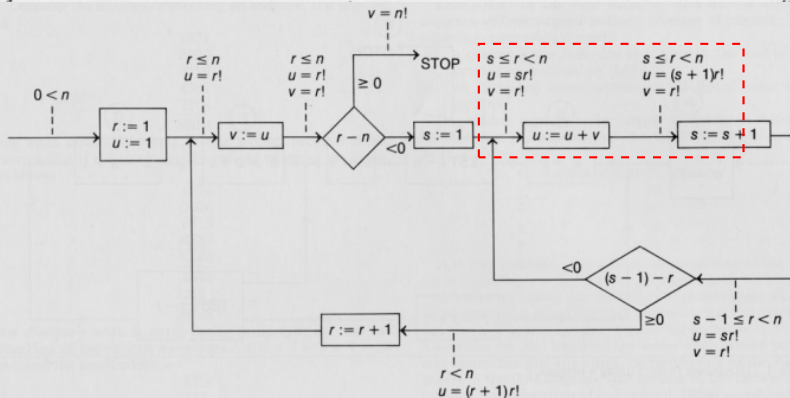 v = n!
STOP
0 < n
r := 1
u := 1
r ≤ n
u = r!
v := u
r ≤ n
u = r!
v = r!
r − n
≥ 0
<0
s := 1
s ≤ r < n
u = sr!
v = r!
u := u + v
s ≤ r < n
u = (s + 1)r!
v = r!
s := s + 1
<0
(s − 1) − r
≥0
s − 1 ≤ r < n
u = sr!
v = r!
r := r + 1
r < n
u = (r + 1)r!